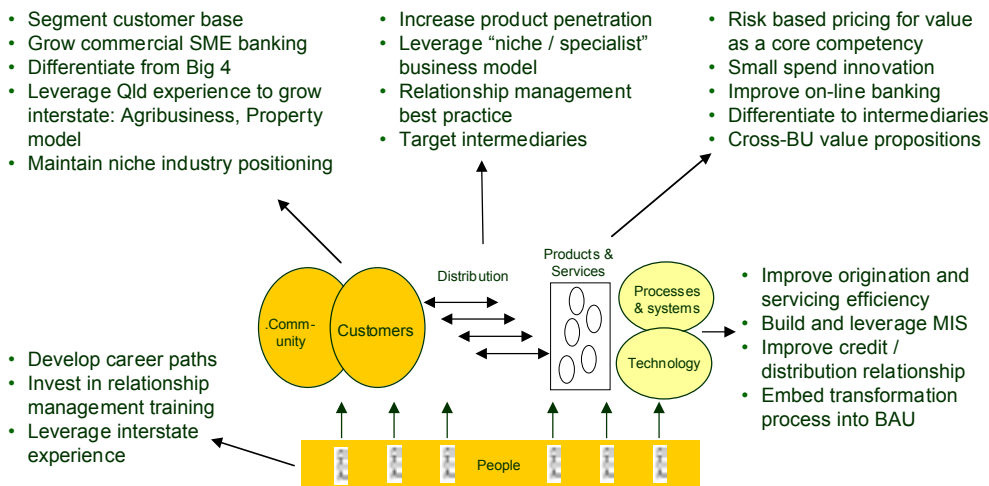 • Segment customer base
• Grow commercial SME banking
• Differentiate from Big 4
• Leverage Qld experience to grow
interstate: Agribusiness, Property
model
• Maintain niche industry positioning
• Increase product penetration
• Leverage “niche / specialist”
business model
• Relationship management
best practice
• Target intermediaries
• Risk based pricing for value
as a core competency
• Small spend innovation
• Improve on-line banking
• Differentiate to intermediaries
• Cross-BU value propositions
.Comm-
unity
Customers
Distribution
Products &
Services
Processes
& systems
Technology
• Improve origination and
servicing efficiency
• Build and leverage MIS
• Improve credit /
distribution relationship
• Embed transformation
process into BAU
• Develop career paths
• Invest in relationship
management training
• Leverage interstate
experience
People